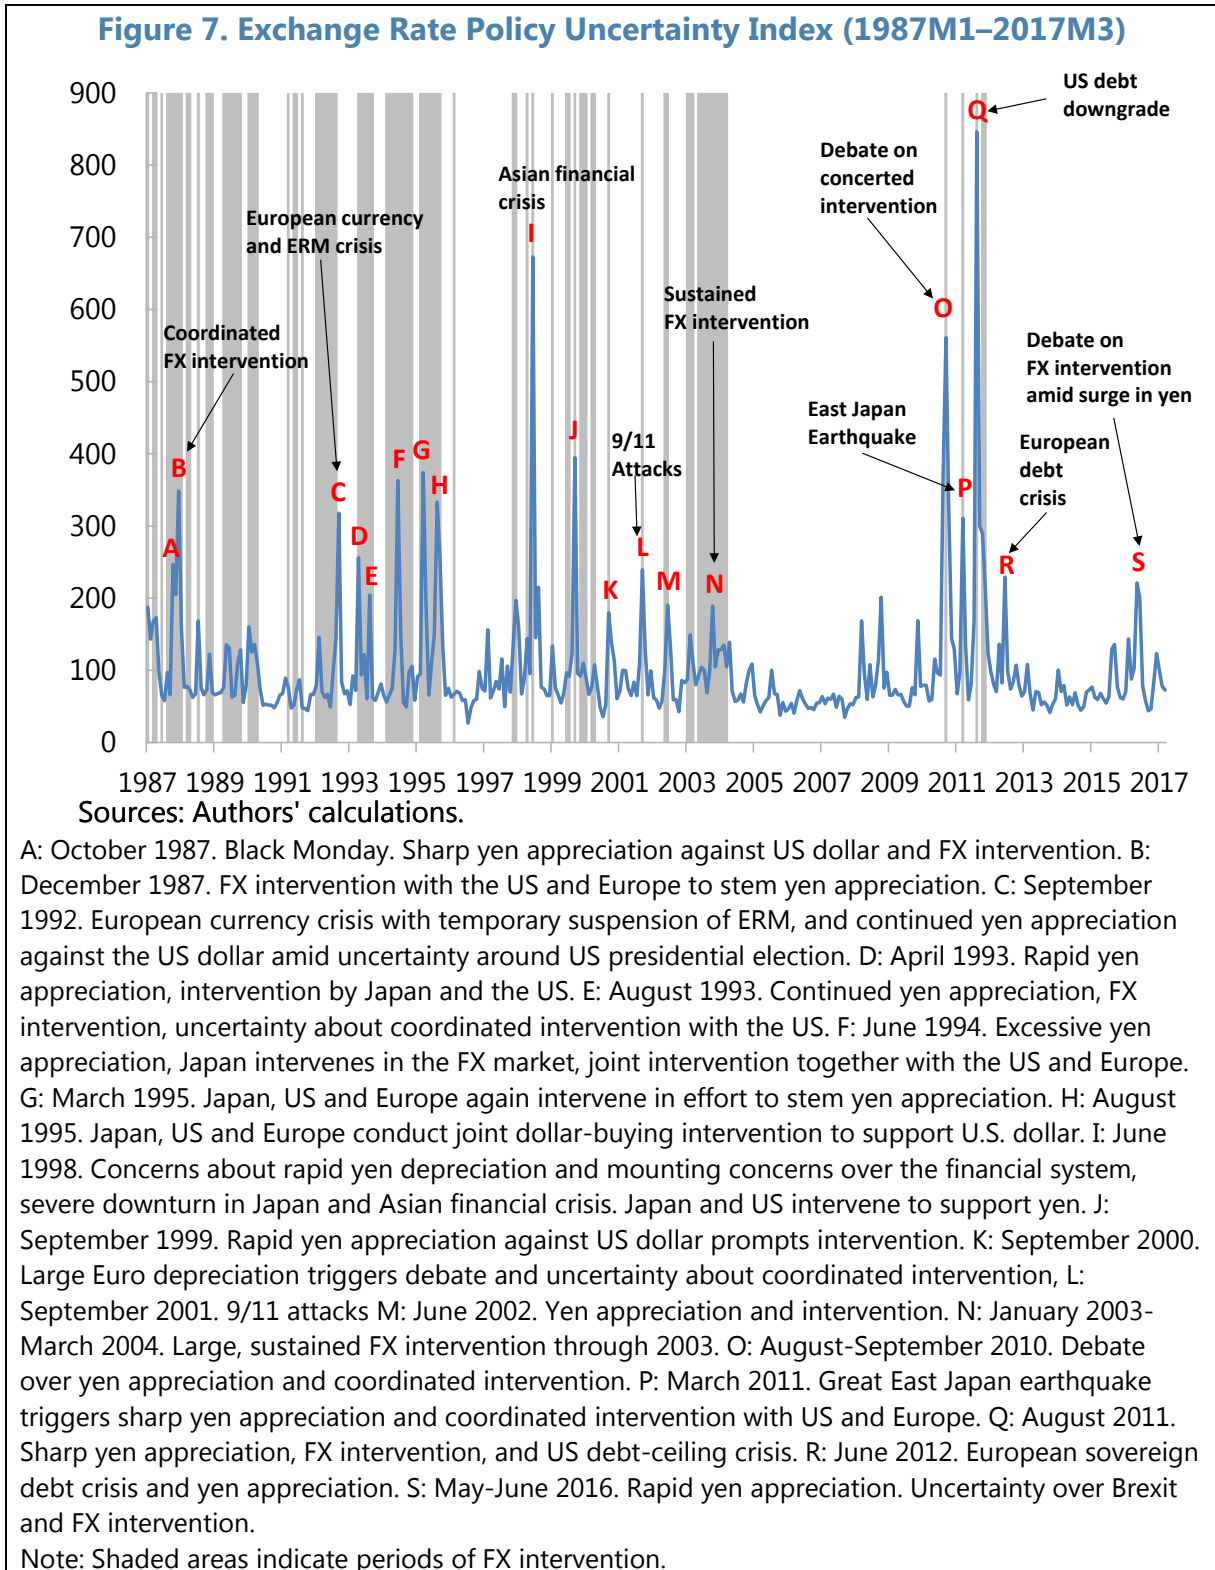 Figure 7. Exchange Rate Policy Uncertainty Index (1987M1–2017M3)
900
800
700
600
500
400
300
200
100
0
US debt
downgrade
Q
Debate on
concerted
intervention
Asian financial
crisis
European currency
and ERM crisis
I
Sustained
FX intervention
O
Coordinated
FX intervention
Debate on
FX intervention
amid surge in yen
East Japan
Earthquake
9/11
Attacks
European
debt
crisis
B
A
C
D
E
F
G
H
J
K
L
M
N
P
R
S
1987 1989 1991 1993 1995 1997 1999 2001 2003 2005 2007 2009 2011 2013 2015 2017
Sources: Authors' calculations.
A: October 1987. Black Monday. Sharp yen appreciation against US dollar and FX intervention. B:
December 1987. FX intervention with the US and Europe to stem yen appreciation. C: September
1992. European currency crisis with temporary suspension of ERM, and continued yen appreciation
against the US dollar amid uncertainty around US presidential election. D: April 1993. Rapid yen
appreciation, intervention by Japan and the US. E: August 1993. Continued yen appreciation, FX
intervention, uncertainty about coordinated intervention with the US. F: June 1994. Excessive yen
appreciation, Japan intervenes in the FX market, joint intervention together with the US and Europe.
G: March 1995. Japan, US and Europe again intervene in effort to stem yen appreciation. H: August
1995. Japan, US and Europe conduct joint dollar-buying intervention to support U.S. dollar. I: June
1998. Concerns about rapid yen depreciation and mounting concerns over the financial system,
severe downturn in Japan and Asian financial crisis. Japan and US intervene to support yen. J:
September 1999. Rapid yen appreciation against US dollar prompts intervention. K: September 2000.
Large Euro depreciation triggers debate and uncertainty about coordinated intervention, L:
September 2001. 9/11 attacks M: June 2002. Yen appreciation and intervention. N: January 2003-
March 2004. Large, sustained FX intervention through 2003. O: August-September 2010. Debate
over yen appreciation and coordinated intervention. P: March 2011. Great East Japan earthquake
triggers sharp yen appreciation and coordinated intervention with US and Europe. Q: August 2011.
Sharp yen appreciation, FX intervention, and US debt-ceiling crisis. R: June 2012. European sovereign
debt crisis and yen appreciation. S: May-June 2016. Rapid yen appreciation. Uncertainty over Brexit
and FX intervention.
Note: Shaded areas indicate periods of FX intervention.